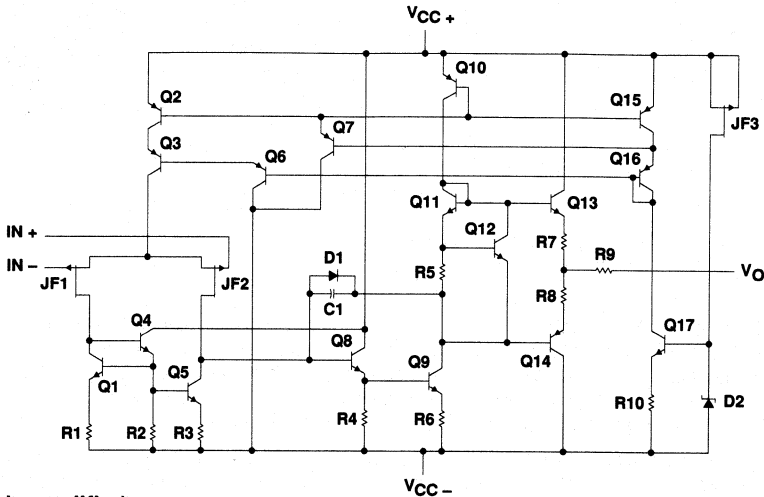 VCC+
Q10
Q2
Q7
Q15
JF3
Q3
Q6
Q16
Q11
Q13
Q12
IN +
R7
R9
IN −
D1
R5
VO
JF1
JF2
R8
C1
Q4
Q8
Q17
Q9
Q14
Q5
Q1
D2
R1
R2
R3
R4
R6
R10
VCC−